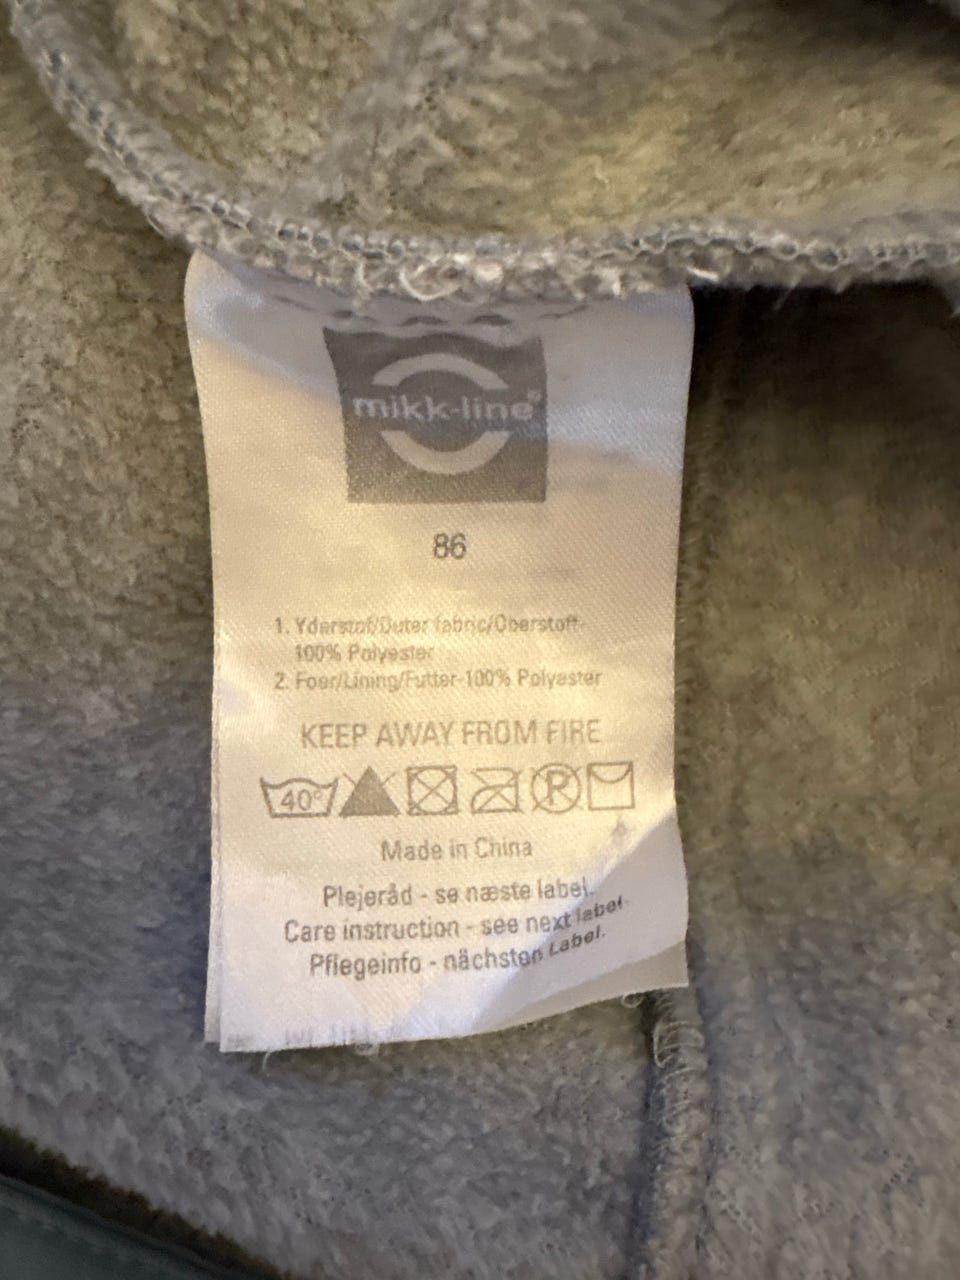 mikk-line®
86
1. Yderstof/Outer fabric/Oberstoff-
100% Polyester
2. Foer/Lining/Futter-100% Polyester
KEEP AWAY FROM FIRE
40° P
Made in China
Plejeråd - se næste label.
Care instruction - see next label.
Pflegeinfo - nächsten Label.